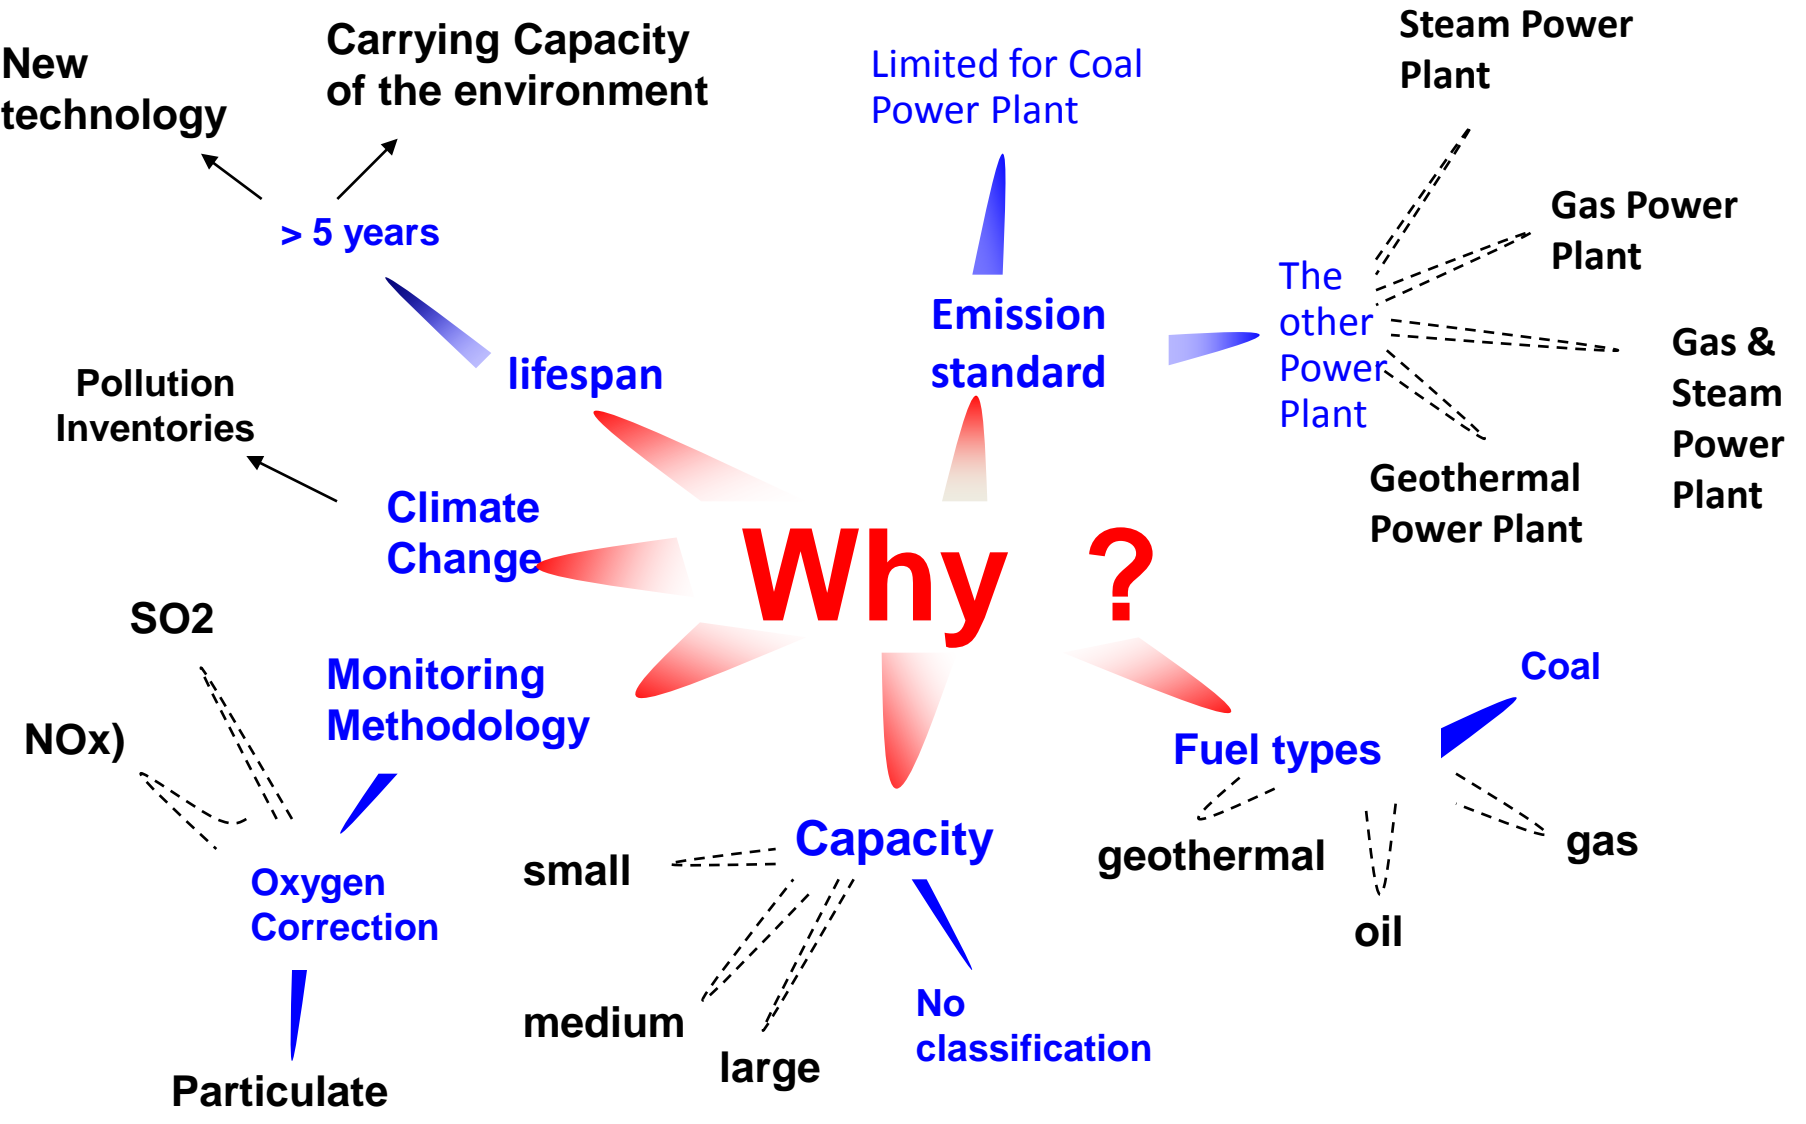 New
technology
Carrying Capacity
of the environment
Limited for Coal
Power Plant
Steam Power
Plant
> 5 years
Gas Power
Plant
The
other
Power
Plant
Emission
standard
lifespan
Gas &
Steam
Power
Plant
Pollution
Inventories
Geothermal
Power Plant
Climate
Change
Why ?
SO2
Monitoring
Methodology
NOx)
Coal
Fuel types
Capacity
small
geothermal
gas
oil
Oxygen
Correction
medium
large
No
classification
Particulate